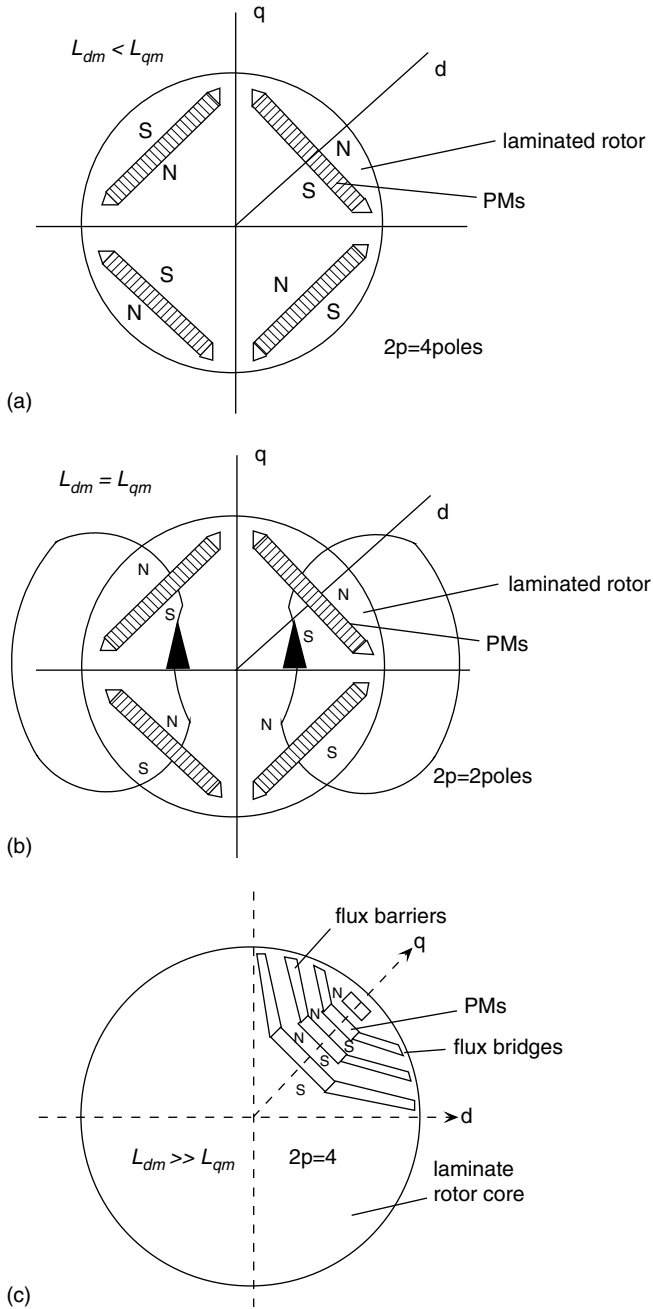 q
L_dm < L_qm
d
S
N
laminated rotor
N
S
PMs
S
N
N
S
2p=4poles
(a)
q
L_dm = L_qm
d
N
N
laminated rotor
S
S
PMs
N
N
S
S
2p=2poles
(b)
flux barriers
q
N
PMs
N
N
S
flux bridges
S
S
d
L_dm >> L_qm
2p=4
laminate
rotor core
(c)